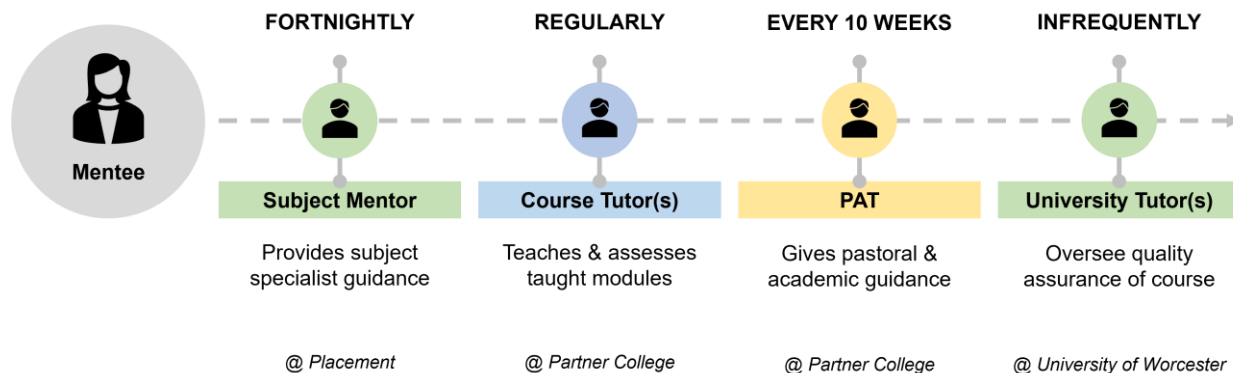 FORTNIGHTLY
REGULARLY
EVERY 10 WEEKS
INFREQUENTLY
Mentee
Subject Mentor
Course Tutor(s)
PAT
University Tutor(s)
Provides subject
specialist guidance
Teaches & assesses
taught modules
Gives pastoral &
academic guidance
Oversee quality
assurance of course
@ Placement
@ Partner College
@ Partner College
@ University of Worcester